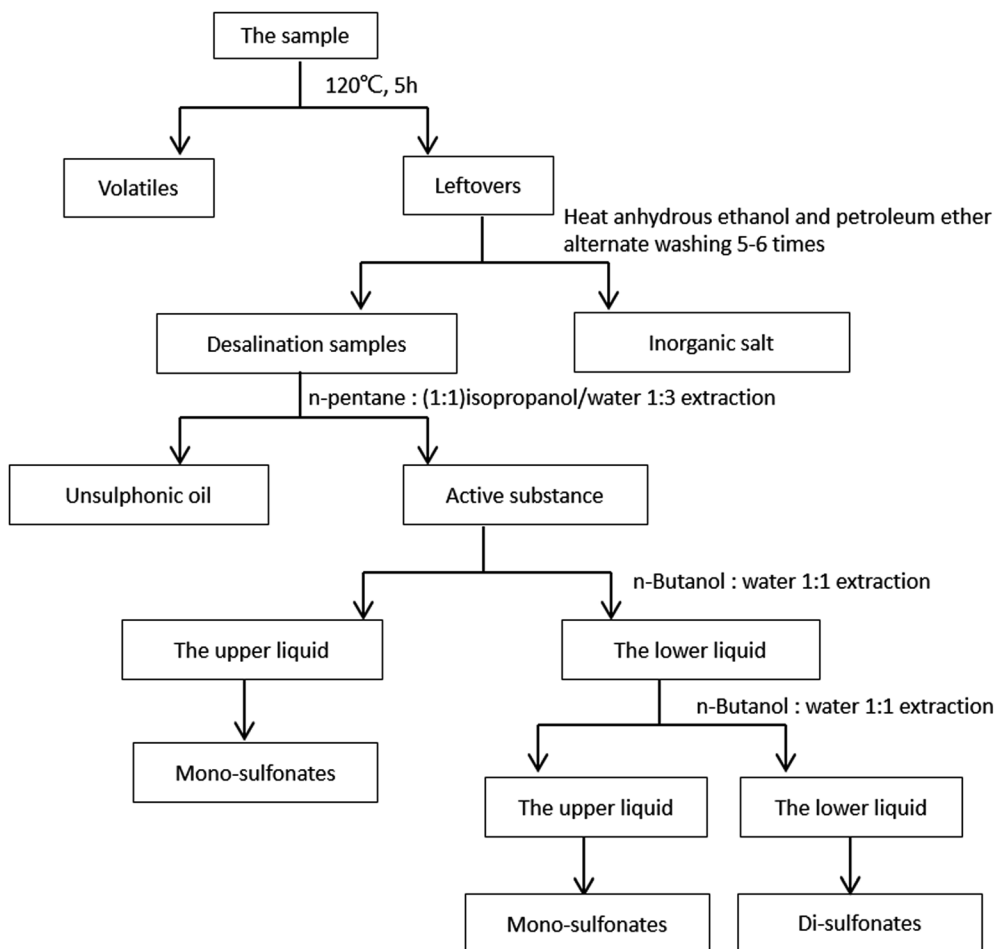 The sample
120℃, 5h
Volatiles
Leftovers
Heat anhydrous ethanol and petroleum ether
alternate washing 5-6 times
Desalination samples
Inorganic salt
n-pentane : (1:1)isopropanol/water 1:3 extraction
Unsulphonic oil
Active substance
n-Butanol : water 1:1 extraction
The upper liquid
The lower liquid
n-Butanol : water 1:1 extraction
Mono-sulfonates
The upper liquid
The lower liquid
Mono-sulfonates
Di-sulfonates